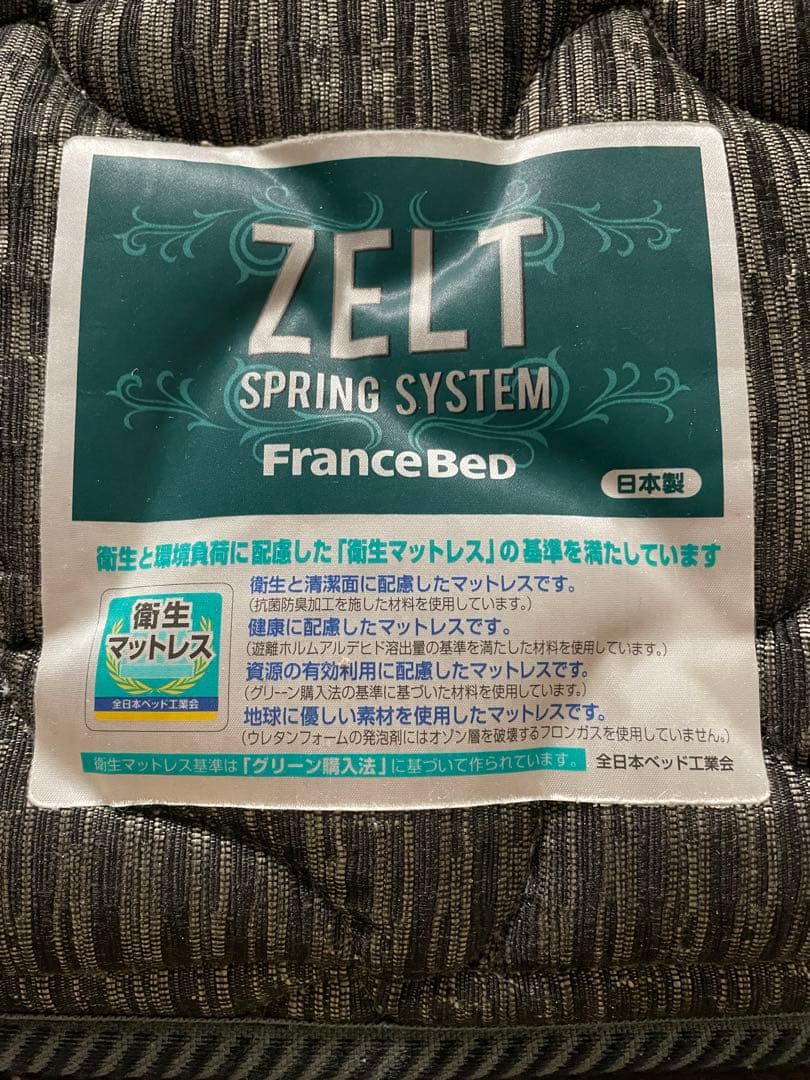 ZELT
SPRING SYSTEM
FRANCEBED
日本製
衛生と環境負荷に配慮した「衛生マットレス」の基準を満たしています
衛生
マットレス
全日本ベッド工業会
衛生と清潔面に配慮したマットレスです。
(抗菌防臭加工を施した材料を使用しています。)
健康に配慮したマットレスです。
(遊離ホルムアルデヒド溶出量の基準を満たした材料を使用しています。)
資源の有効利用に配慮したマットレスです。
(グリーン購入法の基準に基づいた材料を使用しています。)
地球に優しい素材を使用したマットレスです。
(ウレタンフォームの発泡剤にはオゾン層を破壊するフロンガスを使用していません。)
衛生マットレス基準は「グリーン購入法」に基づいて作られています。 全日本ベッド工業会